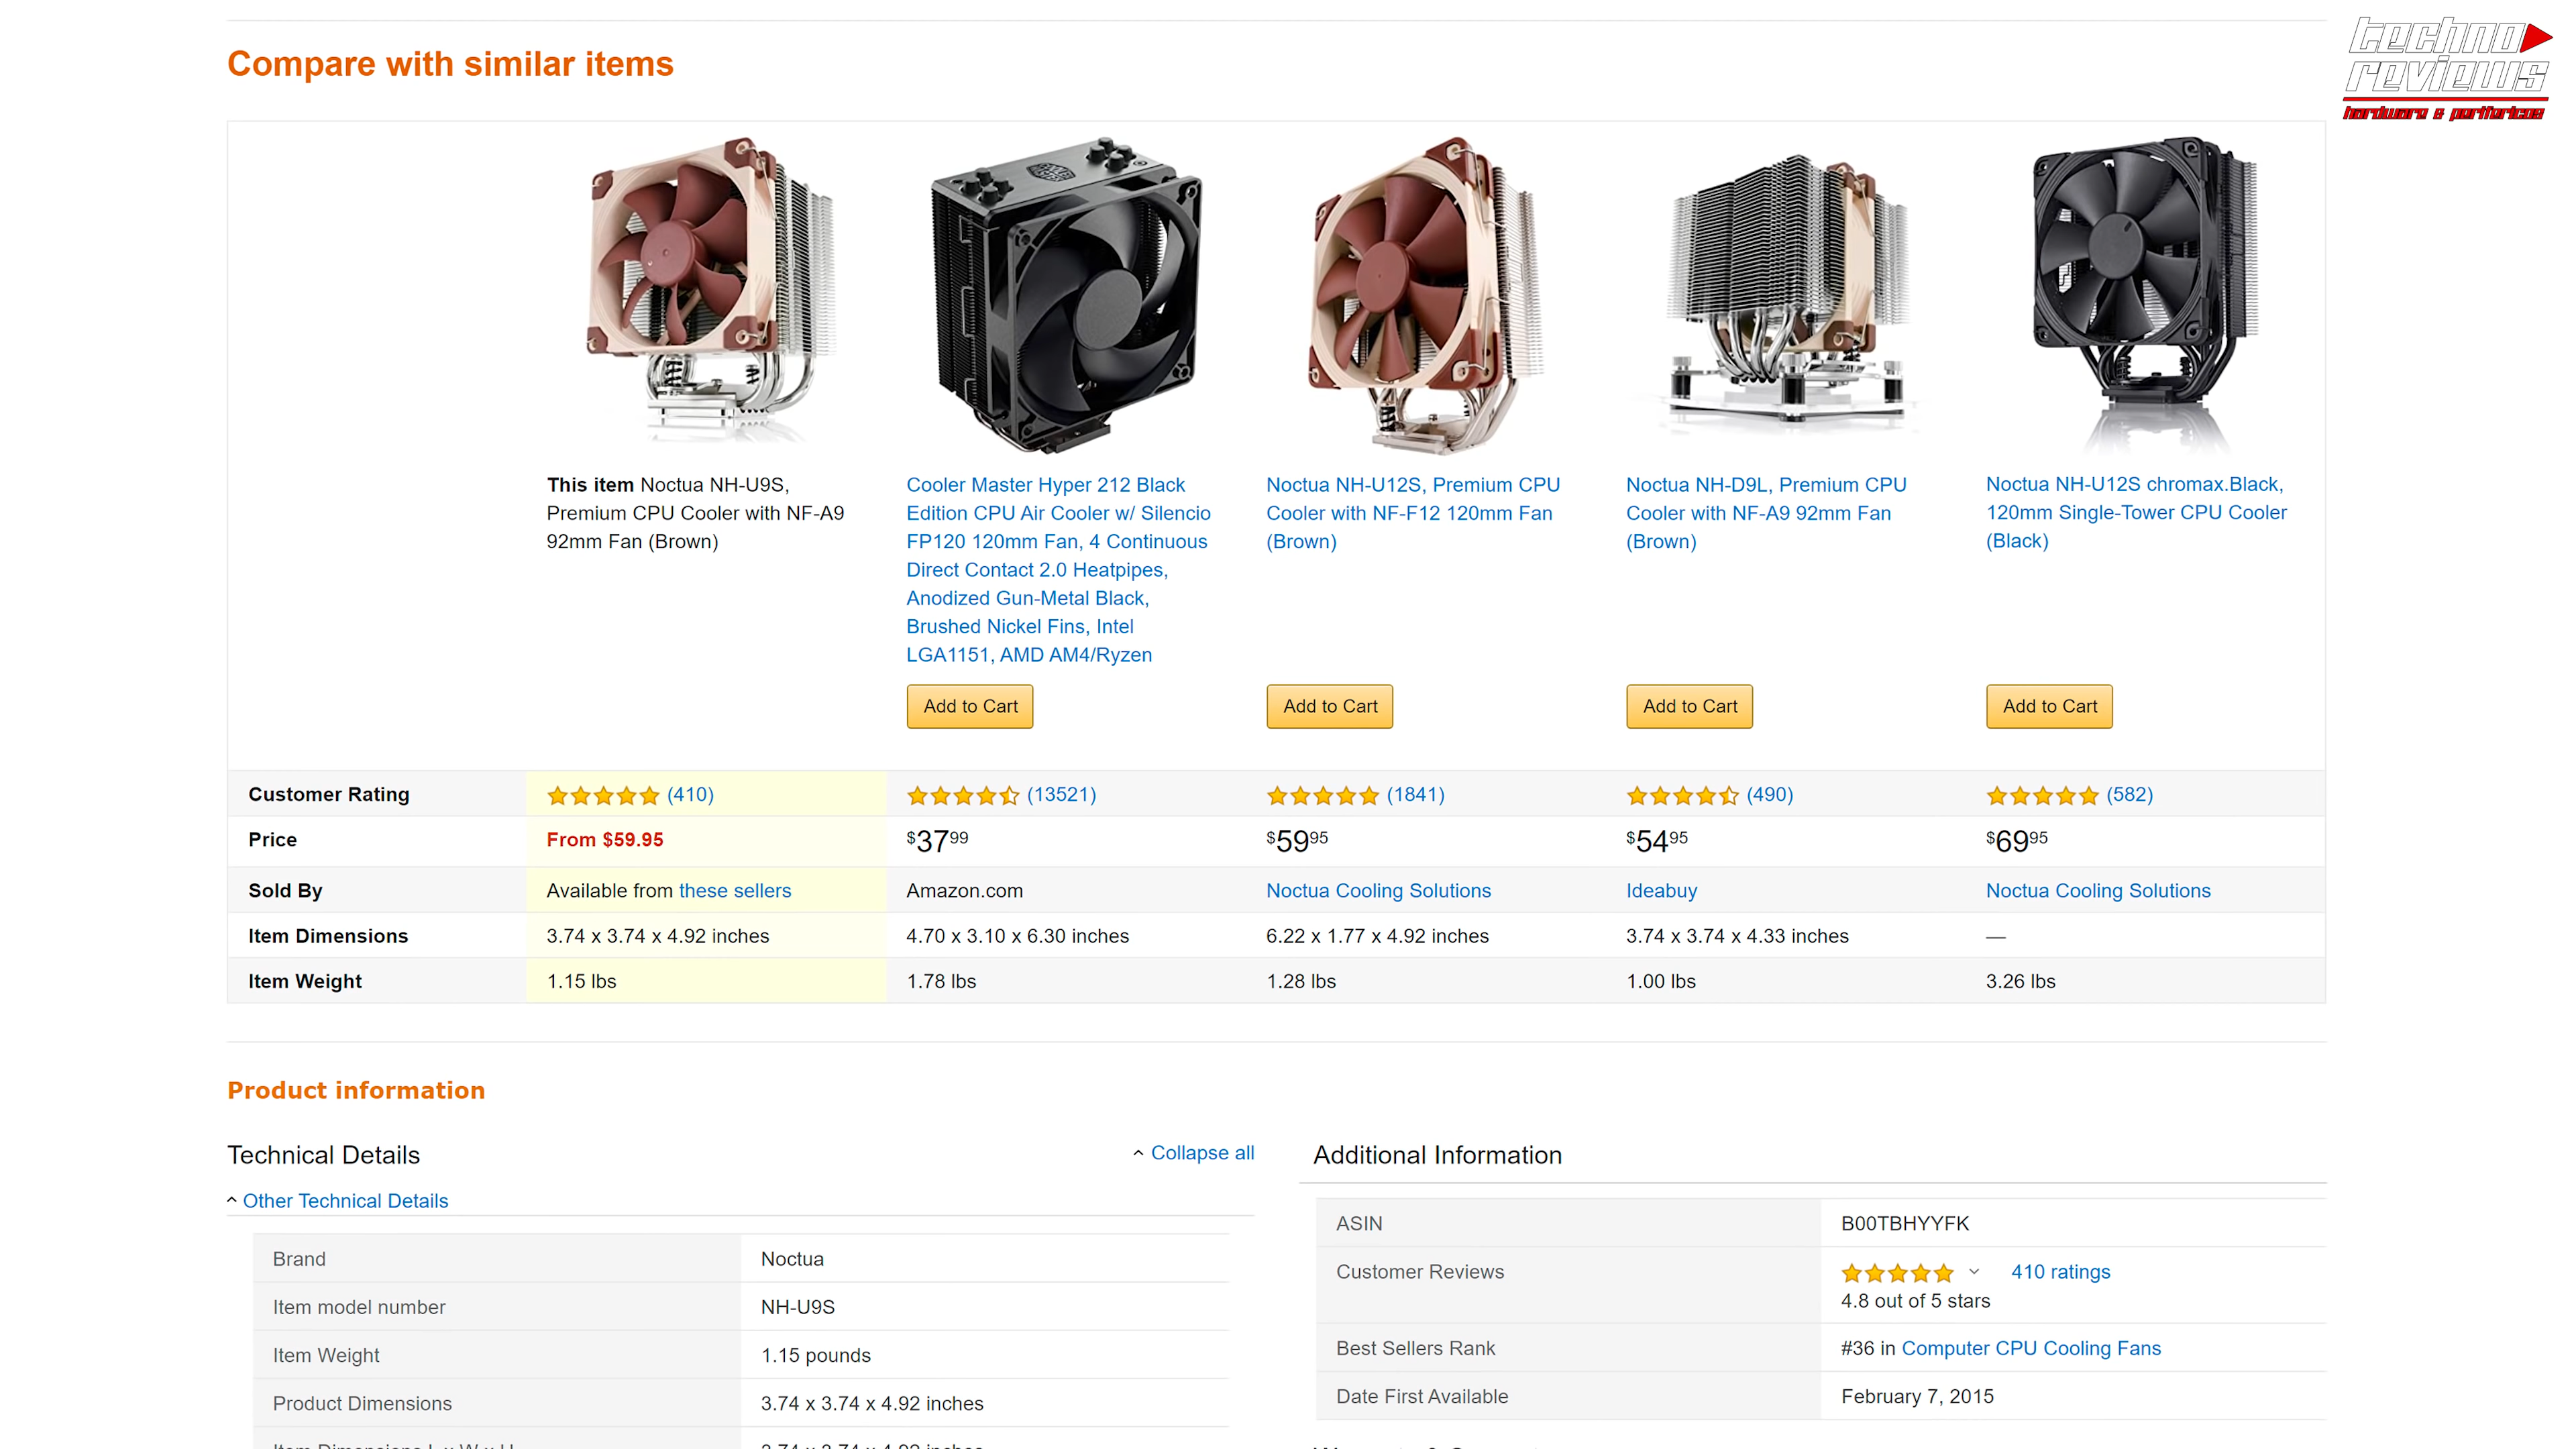 techno
reviews
hardware & perifericos
Compare with similar items
This item Noctua NH-U9S,
Premium CPU Cooler with NF-A9
92mm Fan (Brown)
Cooler Master Hyper 212 Black
Edition CPU Air Cooler w/ Silencio
FP120 120mm Fan, 4 Continuous
Direct Contact 2.0 Heatpipes,
Anodized Gun-Metal Black,
Brushed Nickel Fins, Intel
LGA1151, AMD AM4/Ryzen
Noctua NH-U12S, Premium CPU
Cooler with NF-F12 120mm Fan
(Brown)
Noctua NH-D9L, Premium CPU
Cooler with NF-A9 92mm Fan
(Brown)
Noctua NH-U12S chromax.Black,
120mm Single-Tower CPU Cooler
(Black)
Add to Cart Add to Cart Add to Cart Add to Cart
Customer Rating (410) (13521) (1841) (490) (582)
Price From $59.95 $3799 $5995 $5495 $6995
Sold By Available from these sellers Amazon.com Noctua Cooling Solutions Ideabuy Noctua Cooling Solutions
Item Dimensions 3.74 x 3.74 x 4.92 inches 4.70 x 3.10 x 6.30 inches 6.22 x 1.77 x 4.92 inches 3.74 x 3.74 x 4.33 inches —
Item Weight 1.15 lbs 1.78 lbs 1.28 lbs 1.00 lbs 3.26 lbs
Product information
Technical Details
Collapse all
Other Technical Details
Brand Noctua
Item model number NH-U9S
Item Weight 1.15 pounds
Product Dimensions 3.74 x 3.74 x 4.92 inches
Additional Information
ASIN B00TBHYYFK
Customer Reviews 410 ratings
4.8 out of 5 stars
Best Sellers Rank #36 in Computer CPU Cooling Fans
Date First Available February 7, 2015